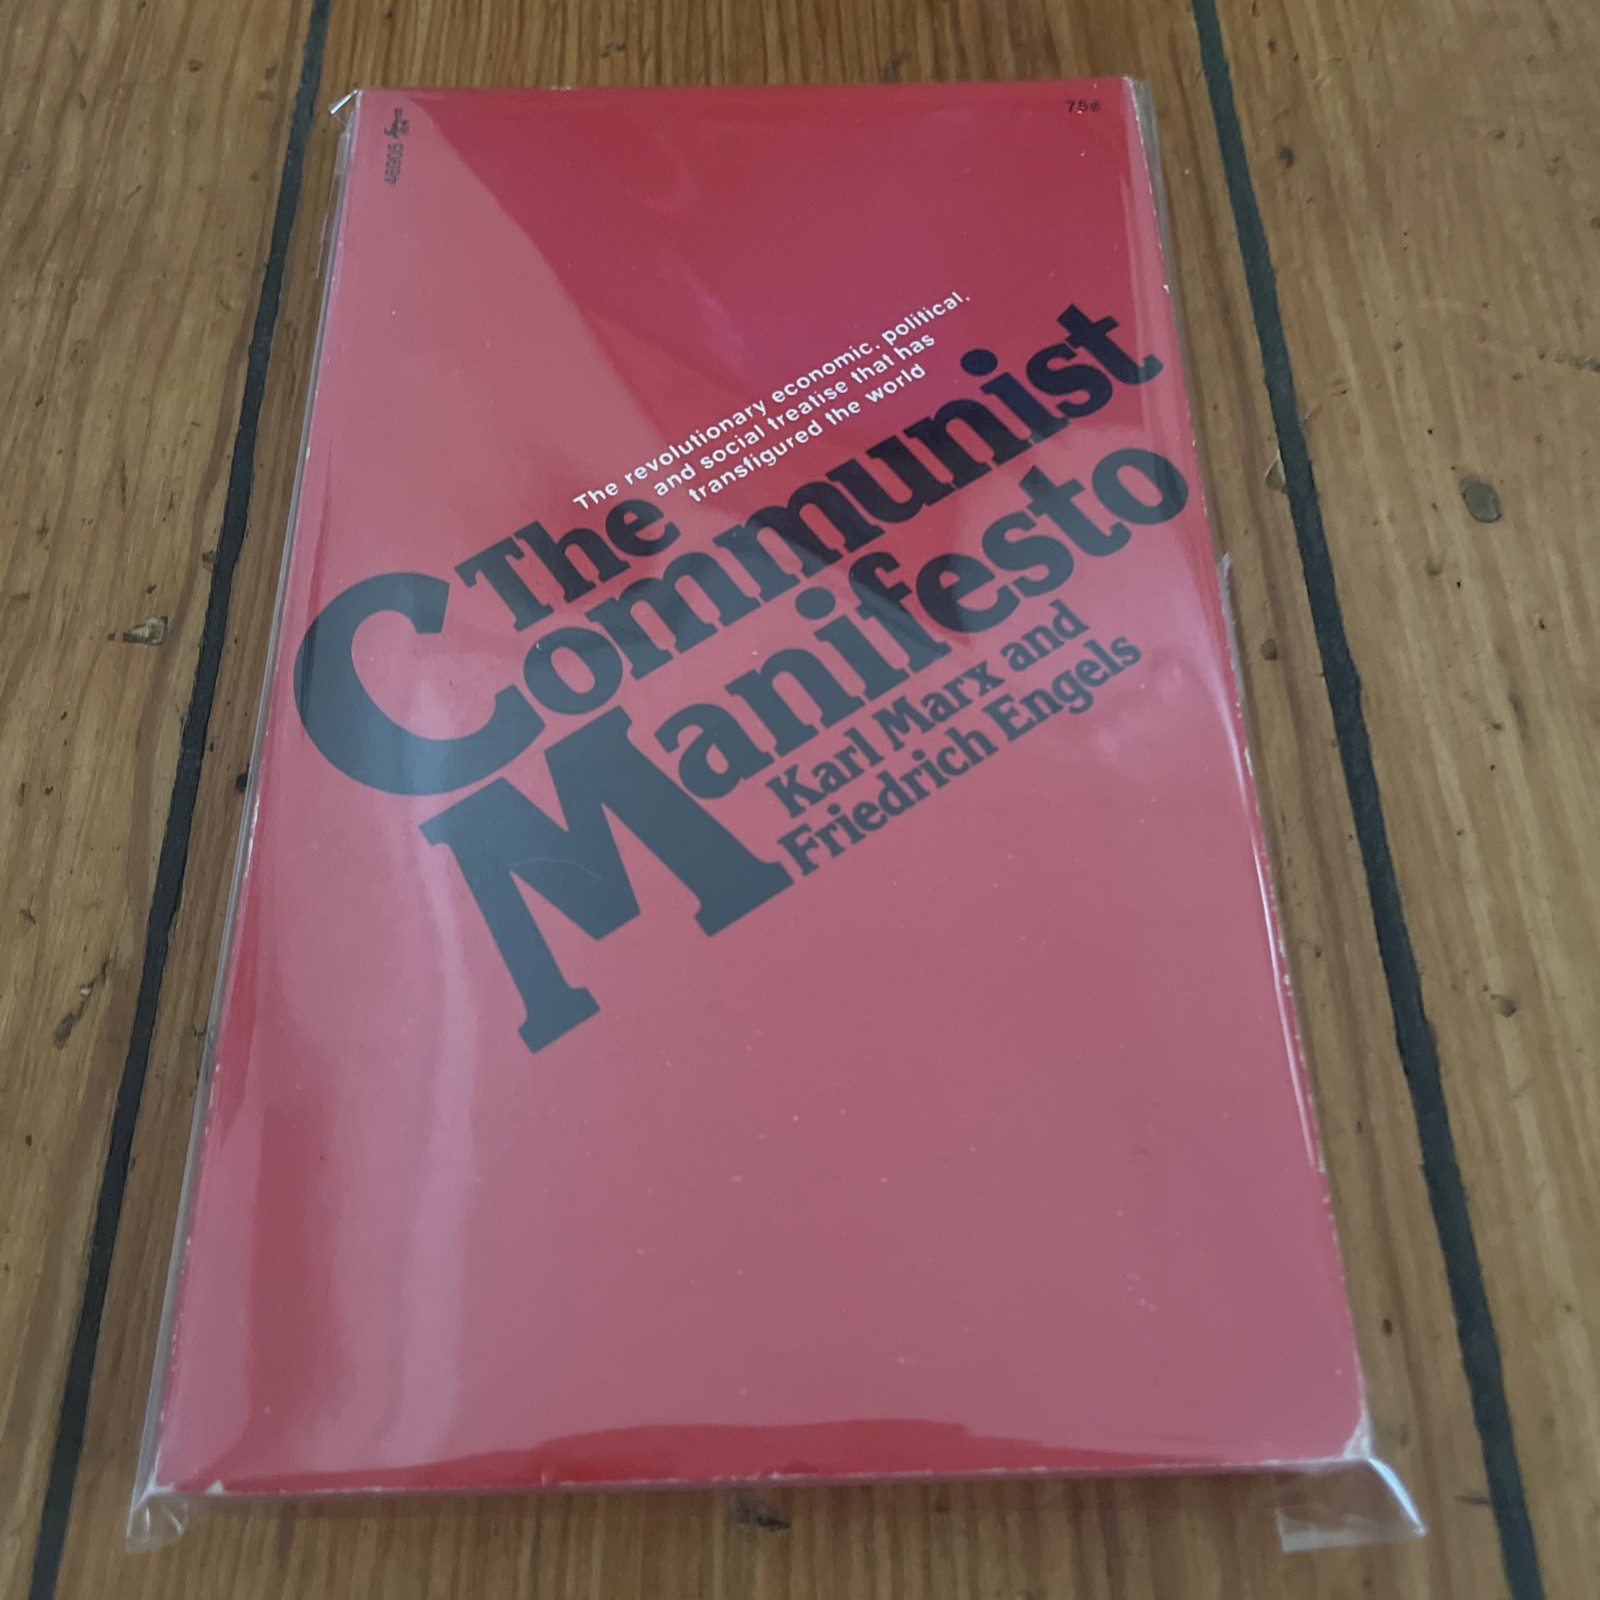 46905
75¢
The revolutionary economic, political,
and social treatise that has
transfigured the world
The
Communist
Manifesto
Karl Marx and
Friedrich Engels